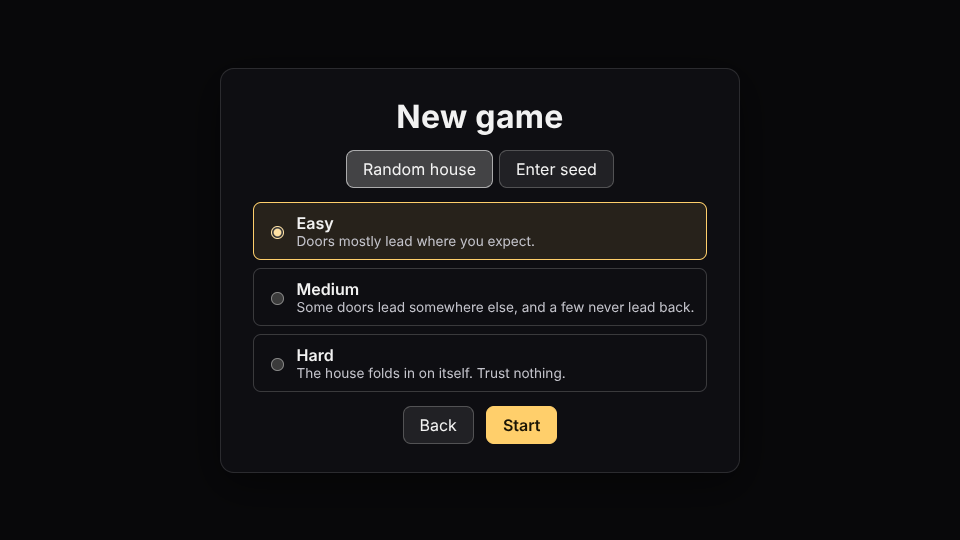 New game
Random house
Enter seed
Easy
Doors mostly lead where you expect.
Medium
Some doors lead somewhere else, and a few never lead back.
Hard
The house folds in on itself. Trust nothing.
Back
Start